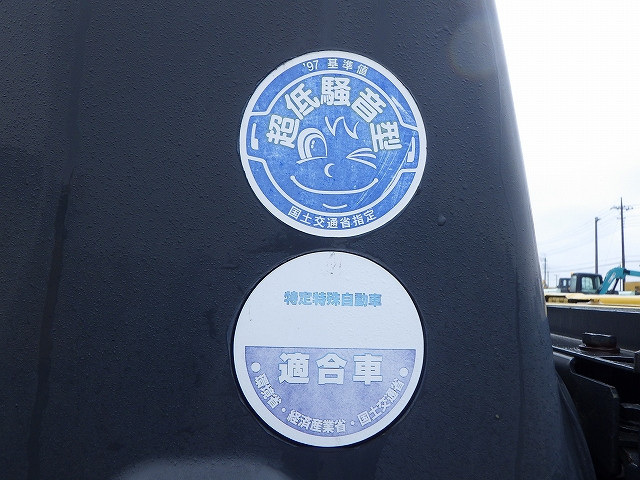 '97 基準値
超低騒音型
国土交通省指定
特定特殊自動車
適合車
・環境省・経済産業省・国土交通省・